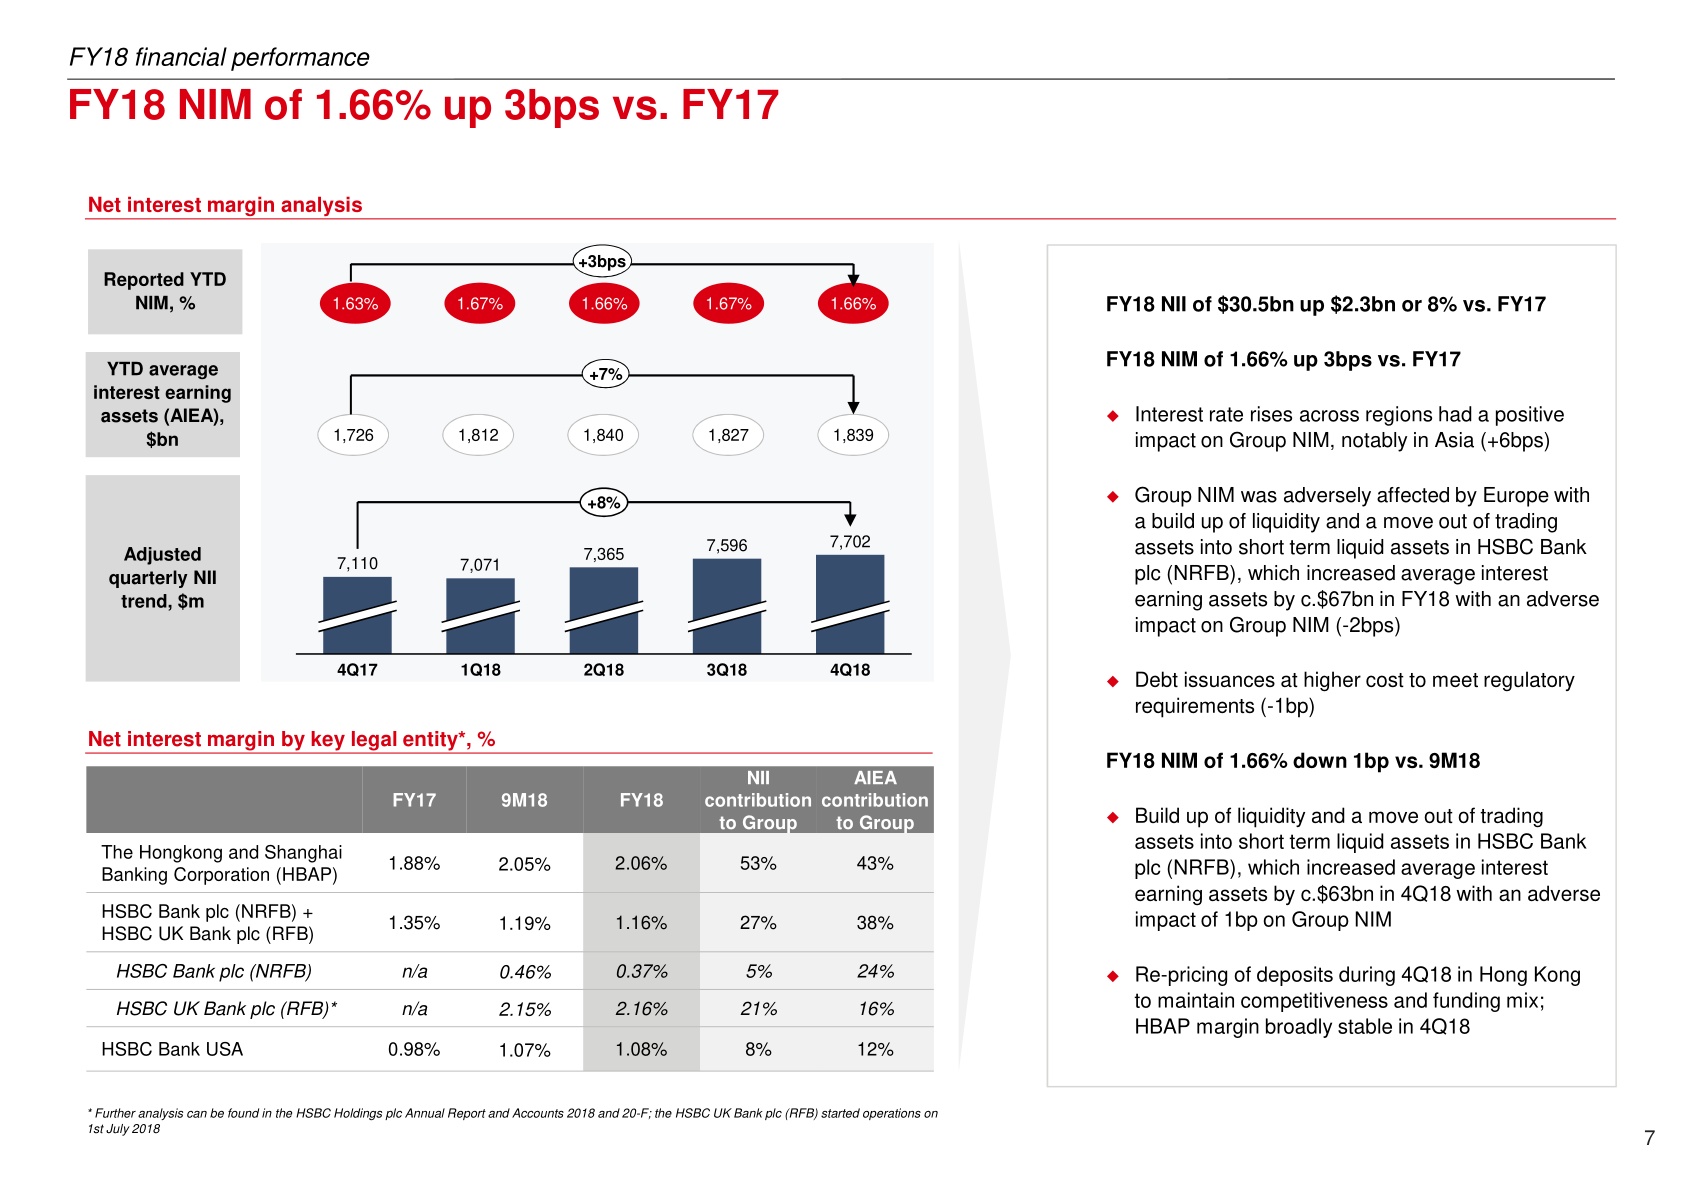 FY18 financial performance
FY18 NIM of 1.66% up 3bps vs. FY17
Net interest margin analysis
Reported YTD
NIM, %
+3bps
1.63% 1.67% 1.66% 1.67% 1.66%
YTD average
interest earning
assets (AIEA),
$bn
+7%
1,726 1,812 1,840 1,827 1,839
Adjusted
quarterly NII
trend, $m
+8%
7,110 7,071 7,365 7,596 7,702
4Q17 1Q18 2Q18 3Q18 4Q18
Net interest margin by key legal entity*, %
FY17 9M18 FY18 NII contribution to Group AIEA contribution to Group
The Hongkong and Shanghai
Banking Corporation (HBAP) 1.88% 2.05% 2.06% 53% 43%
HSBC Bank plc (NRFB) +
HSBC UK Bank plc (RFB) 1.35% 1.19% 1.16% 27% 38%
HSBC Bank plc (NRFB) n/a 0.46% 0.37% 5% 24%
HSBC UK Bank plc (RFB)* n/a 2.15% 2.16% 21% 16%
HSBC Bank USA 0.98% 1.07% 1.08% 8% 12%
* Further analysis can be found in the HSBC Holdings plc Annual Report and Accounts 2018 and 20-F; the HSBC UK Bank plc (RFB) started operations on
1st July 2018
FY18 NII of $30.5bn up $2.3bn or 8% vs. FY17
FY18 NIM of 1.66% up 3bps vs. FY17
◆ Interest rate rises across regions had a positive
impact on Group NIM, notably in Asia (+6bps)
◆ Group NIM was adversely affected by Europe with
a build up of liquidity and a move out of trading
assets into short term liquid assets in HSBC Bank
plc (NRFB), which increased average interest
earning assets by c.$67bn in FY18 with an adverse
impact on Group NIM (-2bps)
◆ Debt issuances at higher cost to meet regulatory
requirements (-1bp)
FY18 NIM of 1.66% down 1bp vs. 9M18
◆ Build up of liquidity and a move out of trading
assets into short term liquid assets in HSBC Bank
plc (NRFB), which increased average interest
earning assets by c.$63bn in 4Q18 with an adverse
impact of 1bp on Group NIM
◆ Re-pricing of deposits during 4Q18 in Hong Kong
to maintain competitiveness and funding mix;
HBAP margin broadly stable in 4Q18
7